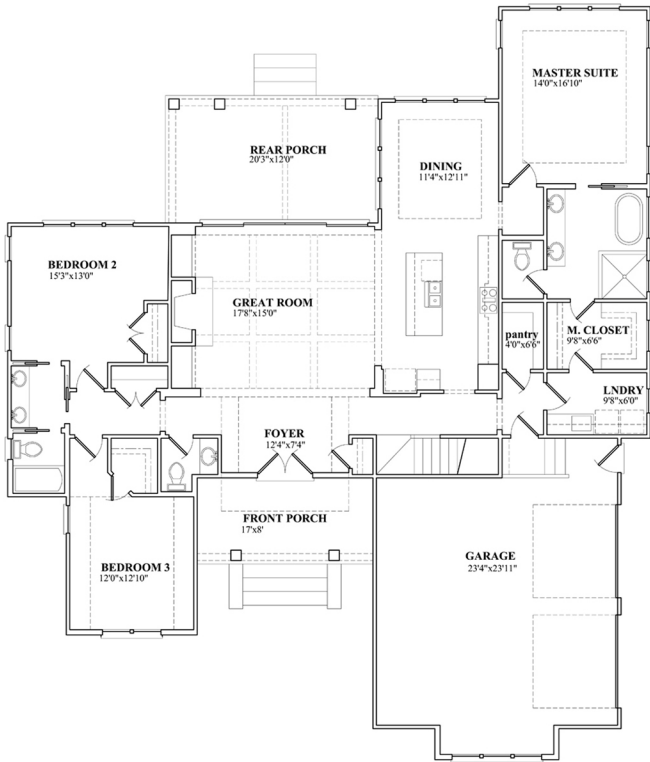 MASTER SUITE
14'0"x16'10"
REAR PORCH
20'3"x12'0"
DINING
11'4"x12'11"
BEDROOM 2
15'3"x13'0"
GREAT ROOM
17'8"x15'0"
pantry
4'0"x6'6"
M. CLOSET
9'8"x6'6"
LNDRY
9'8"x6'0"
FOYER
12'4"x7'4"
FRONT PORCH
17'x8'
BEDROOM 3
12'0"x12'10"
GARAGE
23'4"x23'11"